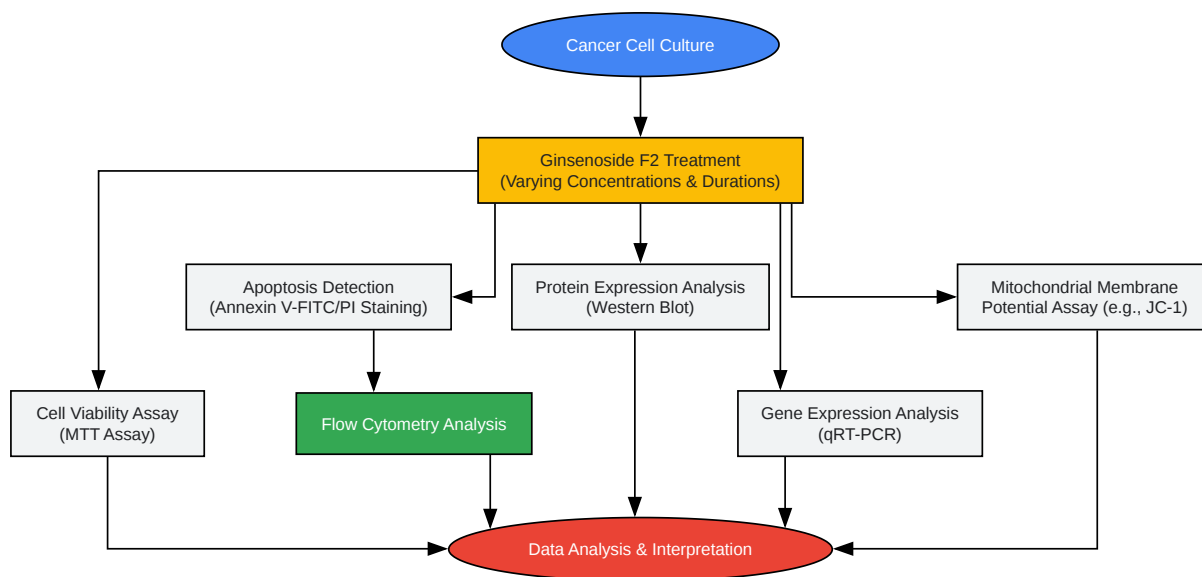 Cancer Cell Culture
Ginsenoside F2 Treatment
(Varying Concentrations & Durations)
Apoptosis Detection
(Annexin V-FITC/PI Staining)
Protein Expression Analysis
(Western Blot)
Mitochondrial Membrane
Potential Assay (e.g., JC-1)
Cell Viability Assay
(MTT Assay)
Flow Cytometry Analysis
Gene Expression Analysis
(qRT-PCR)
Data Analysis & Interpretation